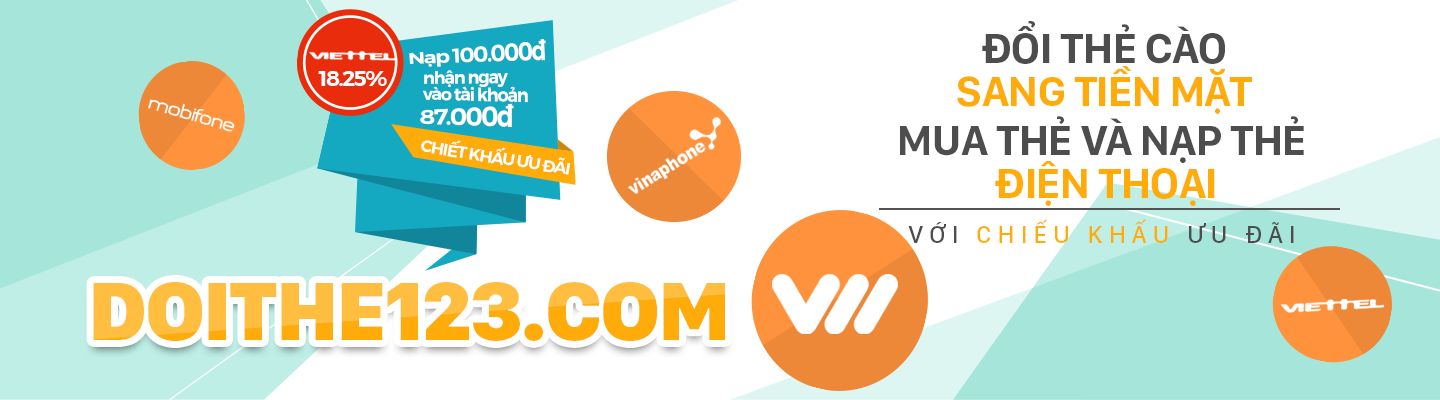 mobifone
VIETTEL
18.25%
Nạp 100.000đ
nhận ngay
vào tài khoản
87.000đ
CHIẾT KHẤU ƯU ĐÃI
vinaphone
ĐỔI THẺ CÀO
SANG TIỀN MẶT
MUA THẺ VÀ NẠP THẺ
ĐIỆN THOẠI
VỚI CHIẾU KHẤU ƯU ĐÃI
DOITHE123.COM
VIETTEL